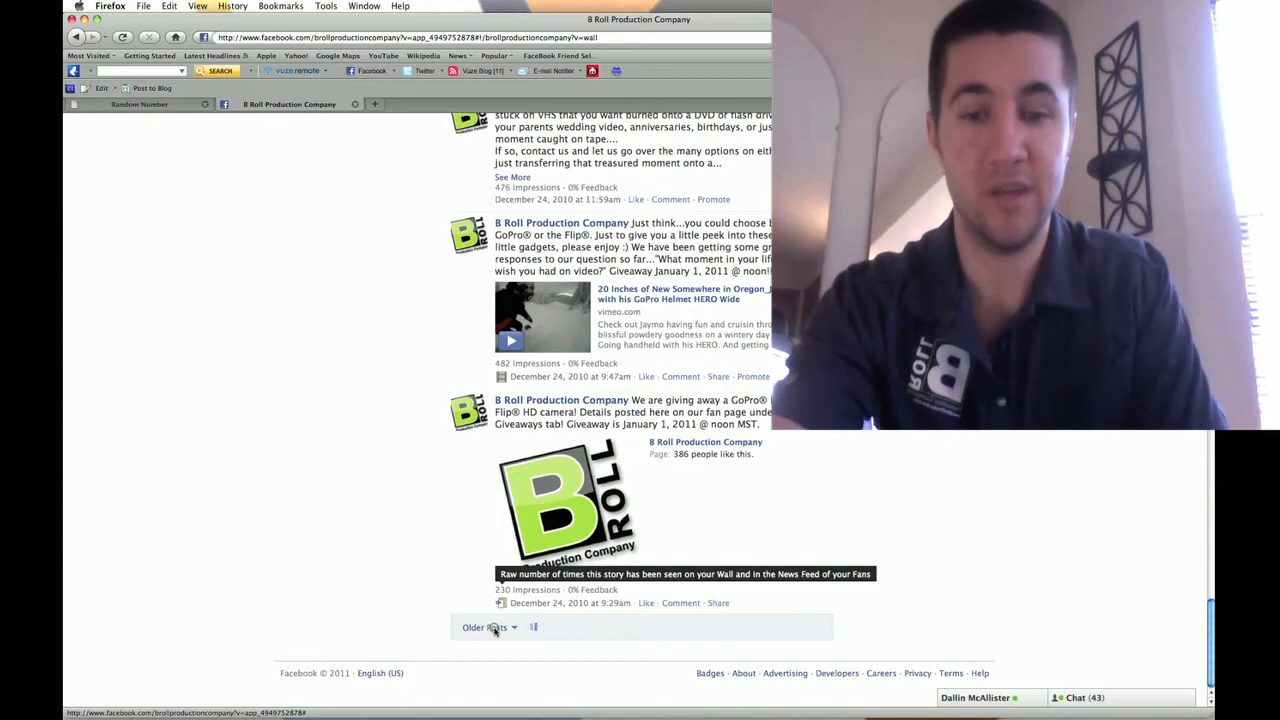 Firefox File Edit View History Bookmarks Tools Window Help
B Roll Production Company
http://www.facebook.com/brollproductioncompany?v=app_4949752878#!/brollproductioncompany?v=wall
Most Visited Getting Started Latest Headlines Apple Yahoo! Google Maps YouTube Wikipedia News Popular FaceBook Friend Sel...
SEARCH vuze remote Facebook Twitter Vuze Blog [11] E-mail Notifier
Edit Post to Blog
Random Number B Roll Production Company
stuck on VHS that you want burned onto a DVD or flash driv
your parents wedding video, anniversaries, birthdays, or jus
moment caught on tape....
If so, contact us and let us go over the many options on eith
just transferring that treasured moment onto a...
See More
476 Impressions · 0% Feedback
December 24, 2010 at 11:59am · Like · Comment · Promote
B Roll Production Company Just think...you could choose b
GoPro® or the Flip®. Just to give you a little peek into these
little gadgets, please enjoy :) We have been getting some gr
responses to our question so far..."What moment in your life
wish you had on video?" Giveaway January 1, 2011 @ noon!!
20 Inches of New Somewhere in Oregon_J
with his GoPro Helmet HERO Wide
vimeo.com
Check out Jaymo having fun and cruisin thro
blissful powdery goodness on a wintery day
Going handheld with his HERO. And getting
482 Impressions · 0% Feedback
December 24, 2010 at 9:47am · Like · Comment · Share · Promote
B Roll Production Company We are giving away a GoPro®
Flip® HD camera! Details posted here on our fan page unde
Giveaways tab! Giveaway is January 1, 2011 @ noon MST.
B Roll Production Company
Page: 386 people like this.
B ROLL
Production Company
Raw number of times this story has been seen on your Wall and in the News Feed of your Fans
230 Impressions · 0% Feedback
December 24, 2010 at 9:29am · Like · Comment · Share
Older Posts
Facebook © 2011 · English (US)
Badges · About · Advertising · Developers · Careers · Privacy · Terms · Help
Dallin McAllister Chat (43)
http://www.facebook.com/brollproductioncompany?v=app_4949752878#
B ROLL